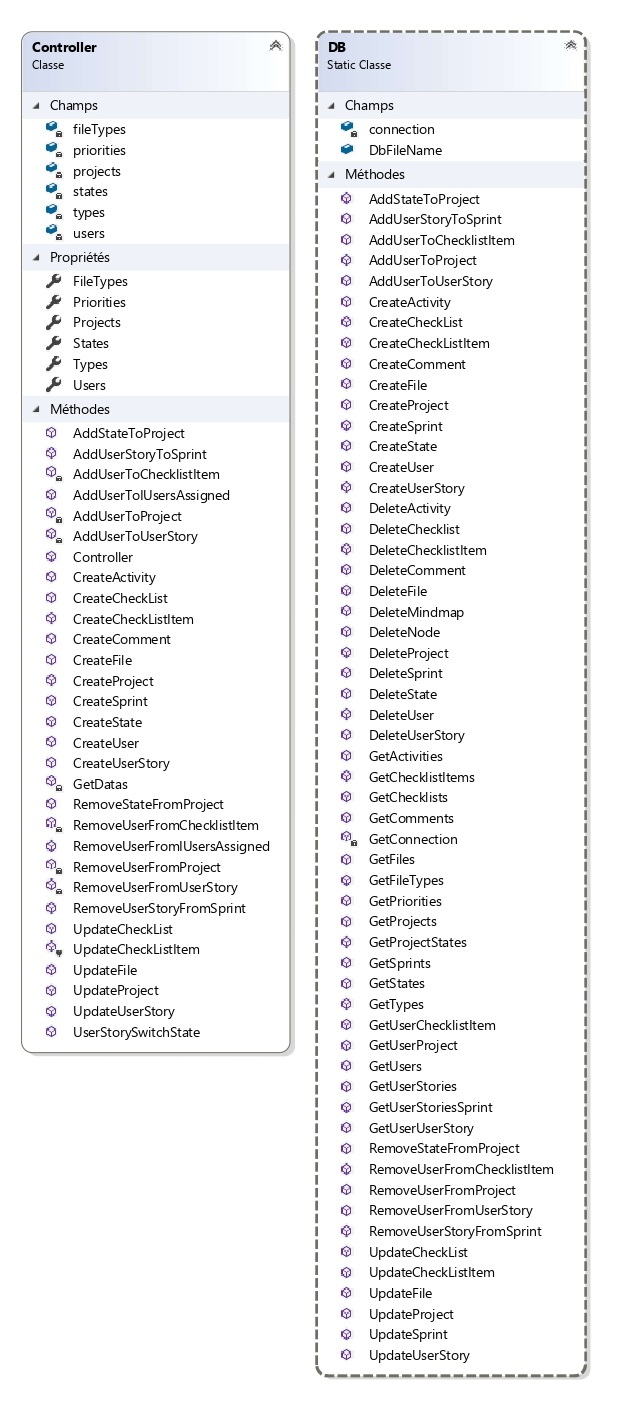 Controller
Classe
Champs
fileTypes
priorities
projects
states
types
users
Propriétés
FileTypes
Priorities
Projects
States
Types
Users
Méthodes
AddStateToProject
AddUserStoryToSprint
AddUserToChecklistItem
AddUserToIUsersAssigned
AddUserToProject
AddUserToUserStory
Controller
CreateActivity
CreateCheckList
CreateCheckListItem
CreateComment
CreateFile
CreateProject
CreateSprint
CreateState
CreateUser
CreateUserStory
GetDatas
RemoveStateFromProject
RemoveUserFromChecklistItem
RemoveUserFromIUsersAssigned
RemoveUserFromProject
RemoveUserFromUserStory
RemoveUserStoryFromSprint
UpdateCheckList
UpdateCheckListItem
UpdateFile
UpdateProject
UpdateUserStory
UserStorySwitchState
DB
Static Classe
Champs
connection
DbFileName
Méthodes
AddStateToProject
AddUserStoryToSprint
AddUserToChecklistItem
AddUserToProject
AddUserToUserStory
CreateActivity
CreateCheckList
CreateCheckListItem
CreateComment
CreateFile
CreateProject
CreateSprint
CreateState
CreateUser
CreateUserStory
DeleteActivity
DeleteChecklist
DeleteChecklistItem
DeleteComment
DeleteFile
DeleteMindmap
DeleteNode
DeleteProject
DeleteSprint
DeleteState
DeleteUser
DeleteUserStory
GetActivities
GetChecklistItems
GetChecklists
GetComments
GetConnection
GetFiles
GetFileTypes
GetPriorities
GetProjects
GetProjectStates
GetSprints
GetStates
GetTypes
GetUserChecklistItem
GetUserProject
GetUsers
GetUserStories
GetUserStoriesSprint
GetUserUserStory
RemoveStateFromProject
RemoveUserFromChecklistItem
RemoveUserFromProject
RemoveUserFromUserStory
RemoveUserStoryFromSprint
UpdateCheckList
UpdateCheckListItem
UpdateFile
UpdateProject
UpdateSprint
UpdateUserStory